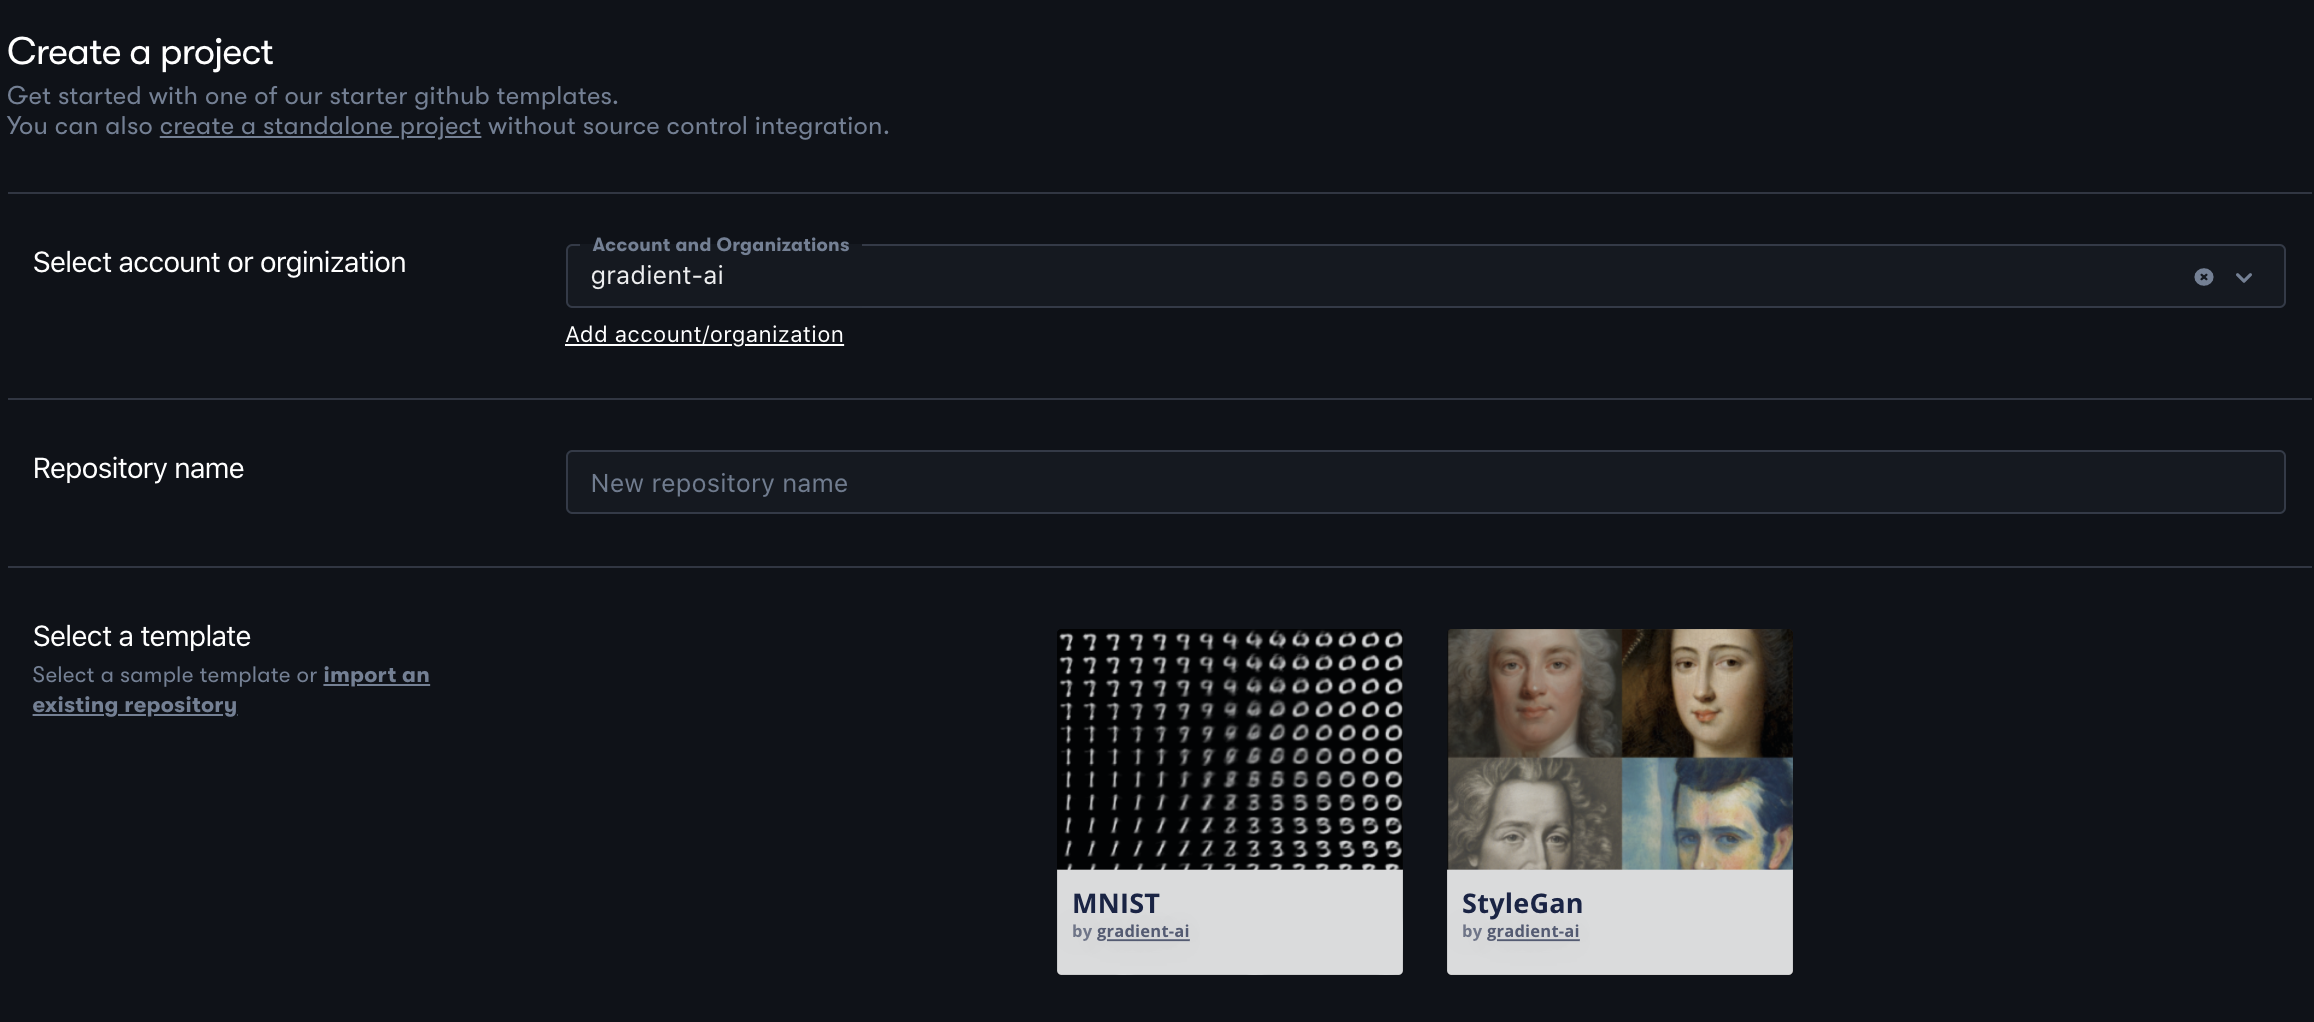 Create a project
Get started with one of our starter github templates.
You can also create a standalone project without source control integration.
Select account or orginization
Account and Organizations
gradient-ai
Add account/organization
Repository name
New repository name
Select a template
Select a sample template or import an
existing repository
MNIST
by gradient-ai
StyleGan
by gradient-ai